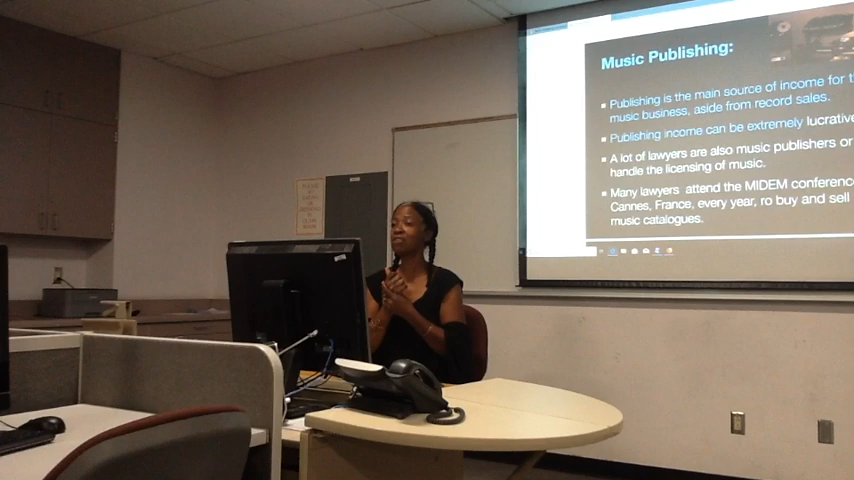 Music Publishing:
Publishing is the main source of income for
music business, aside from record sales.
Publishing income can be extremely lucrative
A lot of lawyers are also music publishers or
handle the licensing of music.
Many lawyers attend the MIDEM conference
Cannes, France, every year, ro buy and sell
music catalogues.